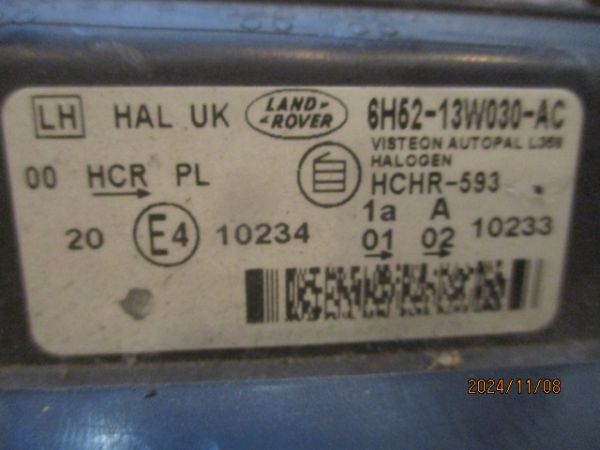 LH HAL UK LAND ROVER 6H52-13W030-AC
VISTEON AUTOPAL L359
HALOGEN
00 HCR PL HCHR-593
1a A
20 E4 10234 01 02 10233
2024/11/08